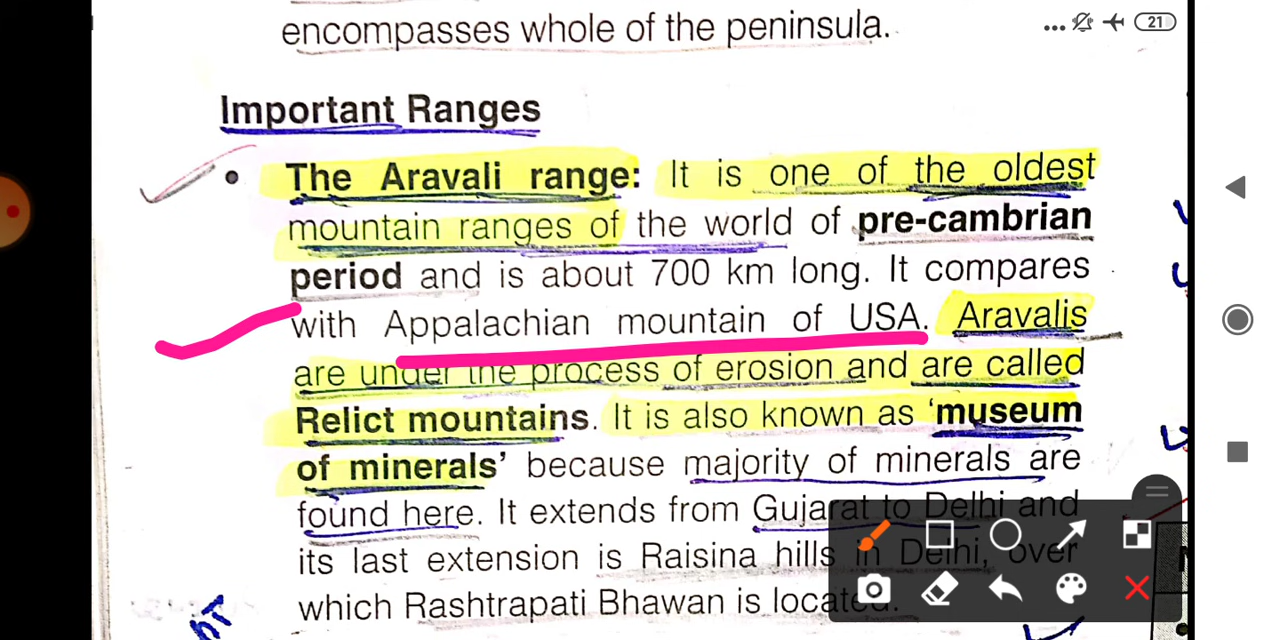 encompasses whole of the peninsula.
21
Important Ranges
• The Aravali range: It is one of the oldest
mountain ranges of the world of pre-cambrian
period and is about 700 km long. It compares
with Appalachian mountain of USA. Aravalis
are under the process of erosion and are called
Relict mountains. It is also known as 'museum
of minerals' because majority of minerals are
found here. It extends from Gujarat to Delhi and
its last extension is Raisina hills in Delhi, over
which Rashtrapati Bhawan is located.